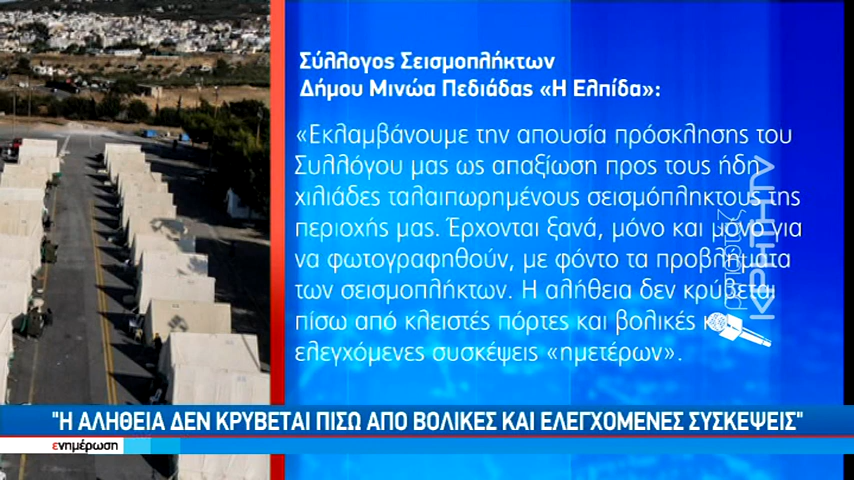 Σύλλογος Σεισμοπλήκτων
Δήμου Μινώα Πεδιάδας «Η Ελπίδα»:
«Εκλαμβάνουμε την απουσία πρόσκλησης του
Συλλόγου μας ως απαξίωση προς τους ήδη
χιλιάδες ταλαιπωρημένους σεισμόπληκτους της
περιοχής μας. Έρχονται ξανά, μόνο και μόνο για
να φωτογραφηθούν, με φόντο τα προβλήματα
των σεισμοπλήκτων. Η αλήθεια δεν κρύβεται
πίσω από κλειστές πόρτες και βολικές κ
ελεγχόμενες συσκέψεις «ημετέρων».
ΚΡΗΤΗ TV
"Η ΑΛΗΘΕΙΑ ΔΕΝ ΚΡΥΒΕΤΑΙ ΠΙΣΩ ΑΠΟ ΒΟΛΙΚΕΣ ΚΑΙ ΕΛΕΓΧΟΜΕΝΕΣ ΣΥΣΚΕΨΕΙΣ"
ενημέρωση